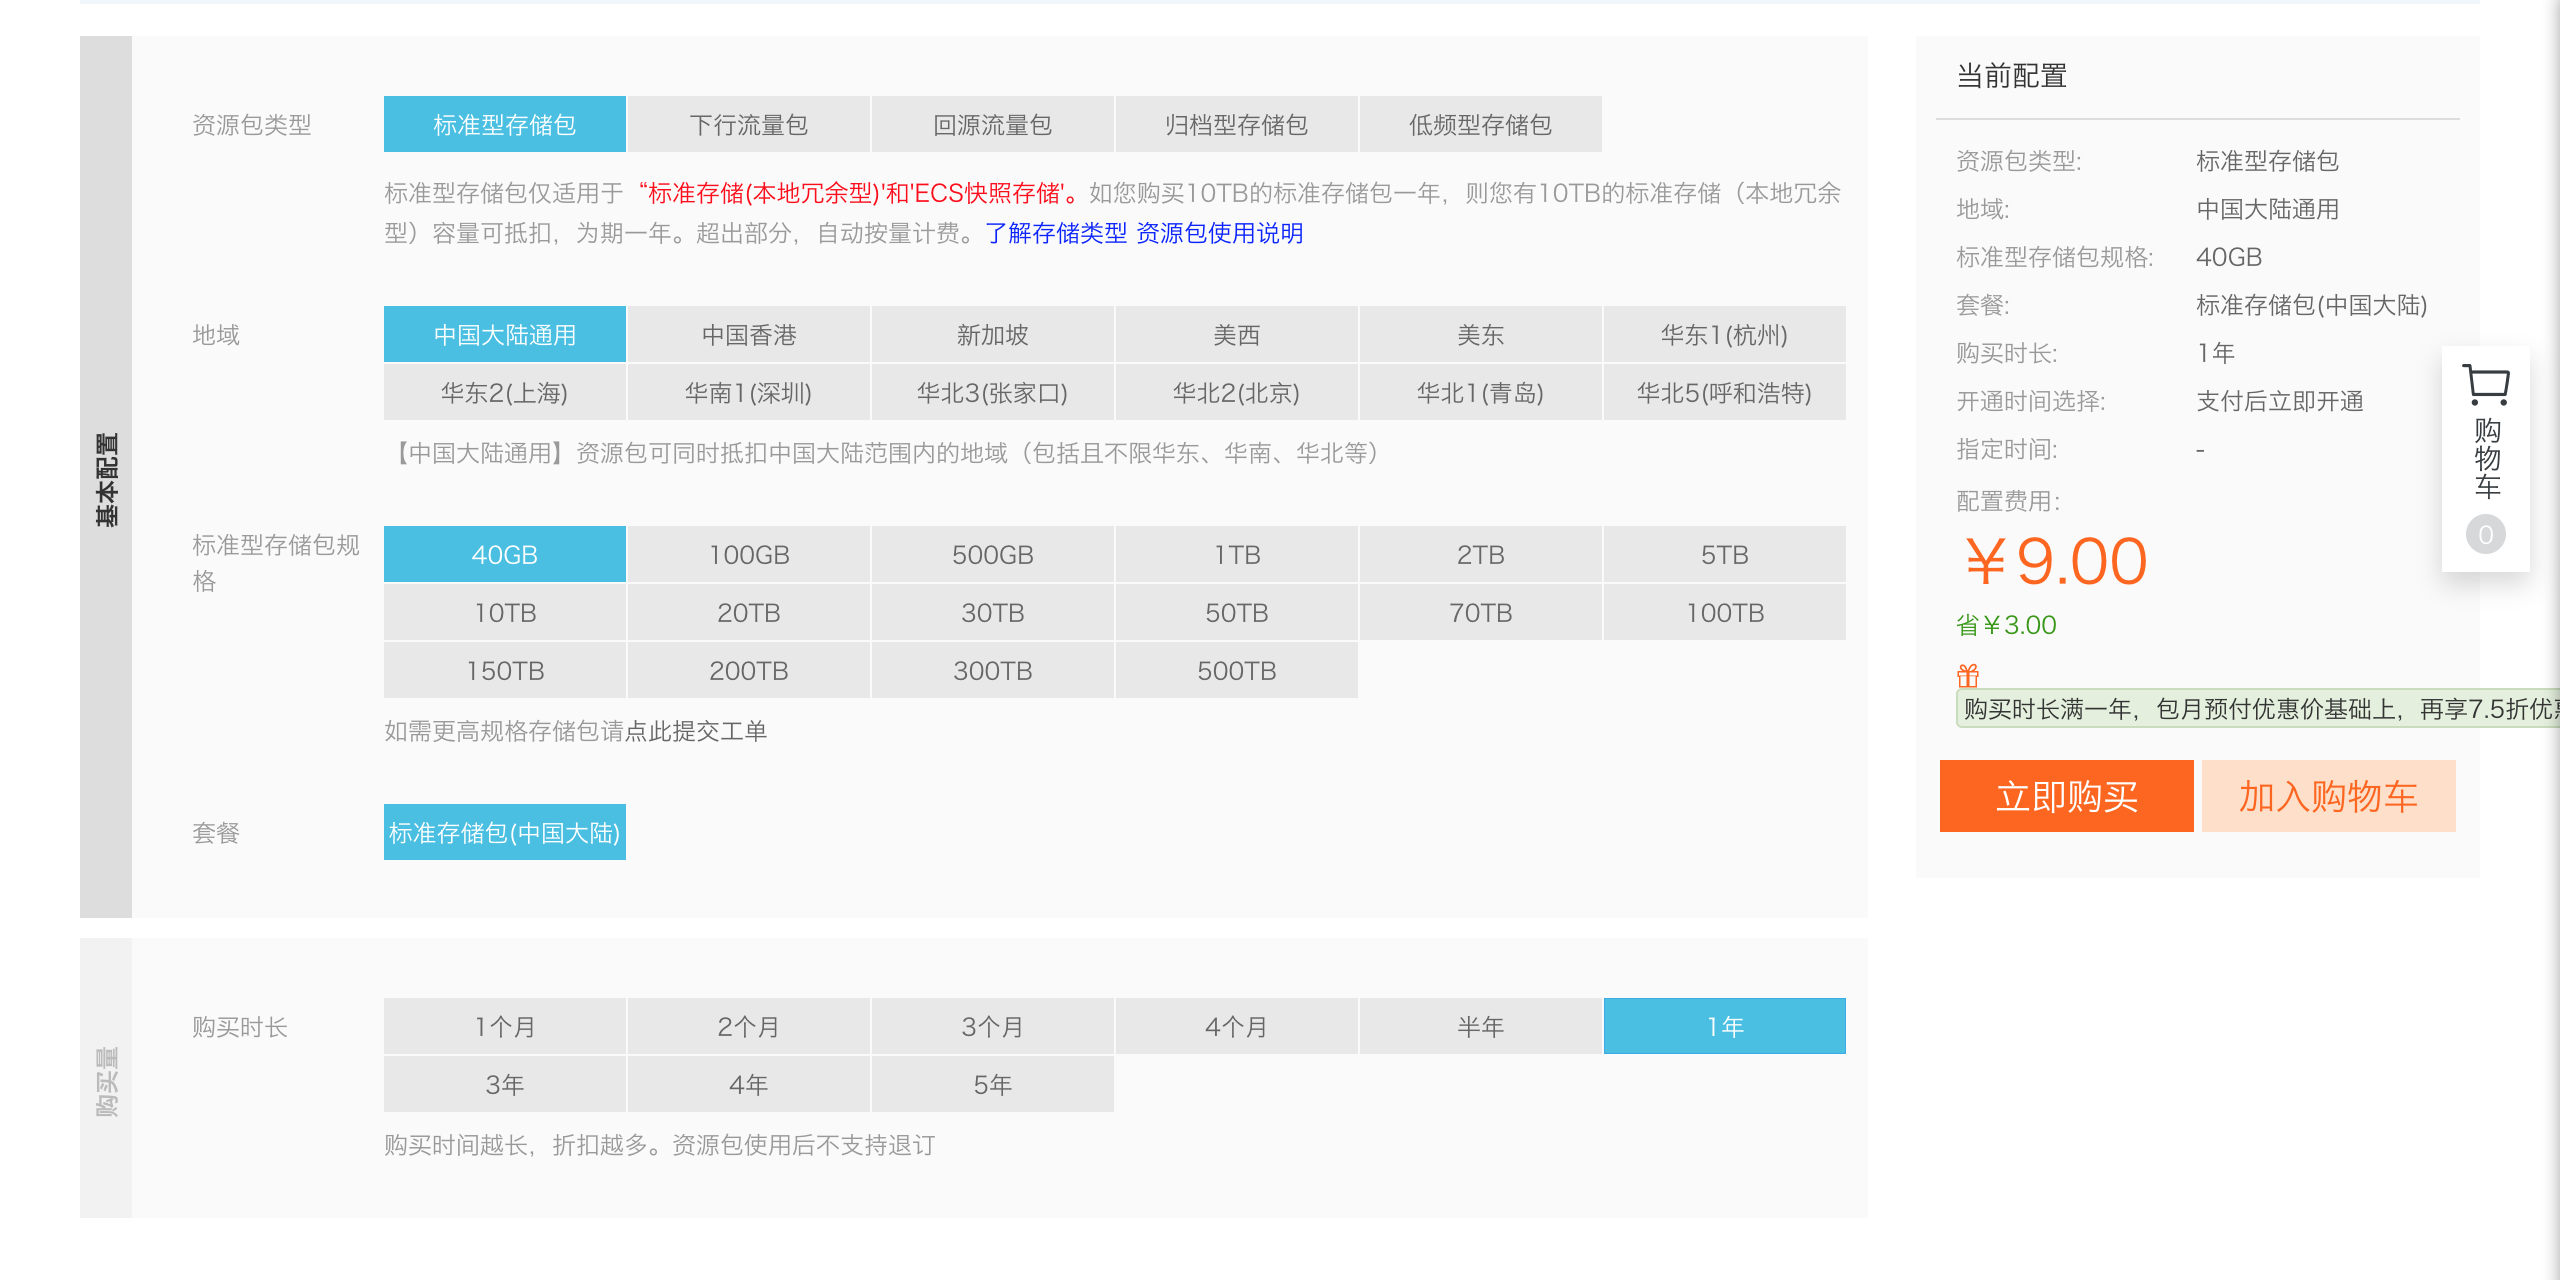 基本配置
资源包类型
标准型存储包
下行流量包
回源流量包
归档型存储包
低频型存储包
标准型存储包仅适用于 “标准存储(本地冗余型)'和'ECS快照存储'。如您购买10TB的标准存储包一年，则您有10TB的标准存储（本地冗余
型）容量可抵扣，为期一年。超出部分，自动按量计费。了解存储类型 资源包使用说明
地域
中国大陆通用
中国香港
新加坡
美西
美东
华东1(杭州)
华东2(上海)
华南1(深圳)
华北3(张家口)
华北2(北京)
华北1(青岛)
华北5(呼和浩特)
【中国大陆通用】资源包可同时抵扣中国大陆范围内的地域（包括且不限华东、华南、华北等）
标准型存储包规
格
40GB
100GB
500GB
1TB
2TB
5TB
10TB
20TB
30TB
50TB
70TB
100TB
150TB
200TB
300TB
500TB
如需更高规格存储包请点此提交工单
套餐
标准存储包(中国大陆)
购买量
购买时长
1个月
2个月
3个月
4个月
半年
1年
3年
4年
5年
购买时间越长，折扣越多。资源包使用后不支持退订
当前配置
资源包类型: 标准型存储包
地域: 中国大陆通用
标准型存储包规格: 40GB
套餐: 标准存储包(中国大陆)
购买时长: 1年
开通时间选择: 支付后立即开通
指定时间: -
配置费用:
￥9.00
省￥3.00
购买时长满一年，包月预付优惠价基础上，再享7.5折优
立即购买
加入购物车
购物车
0